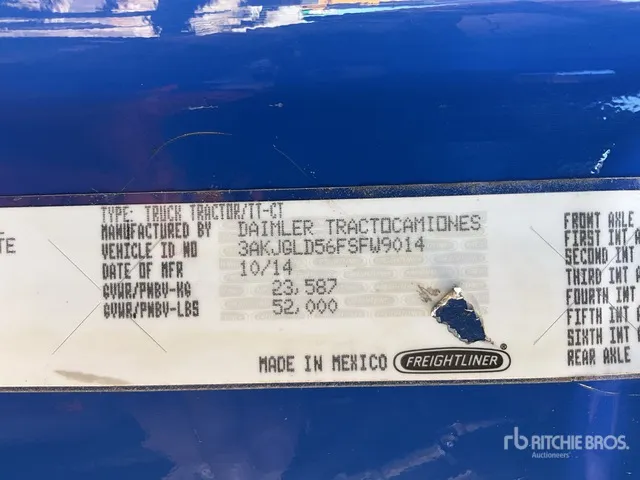 TE
TYPE: TRUCK TRACTOR/TT-CT
MANUFACTURED BY DAIMLER TRACTOCAMIONES
VEHICLE ID NO 3AKJGLD56FSFW9014
DATE OF MFR 10/14
GVWR/PNBV-KG 23,587
GVWR/PNBV-LBS 52,000
MADE IN MEXICO FREIGHTLINER®
FRONT AXLE
FIRST INT A
SECOND INT
THIRD INT
FOURTH INT
FIFTH INT A
SIXTH INT
REAR AXLE
rb RITCHIE BROS.
Auctioneers